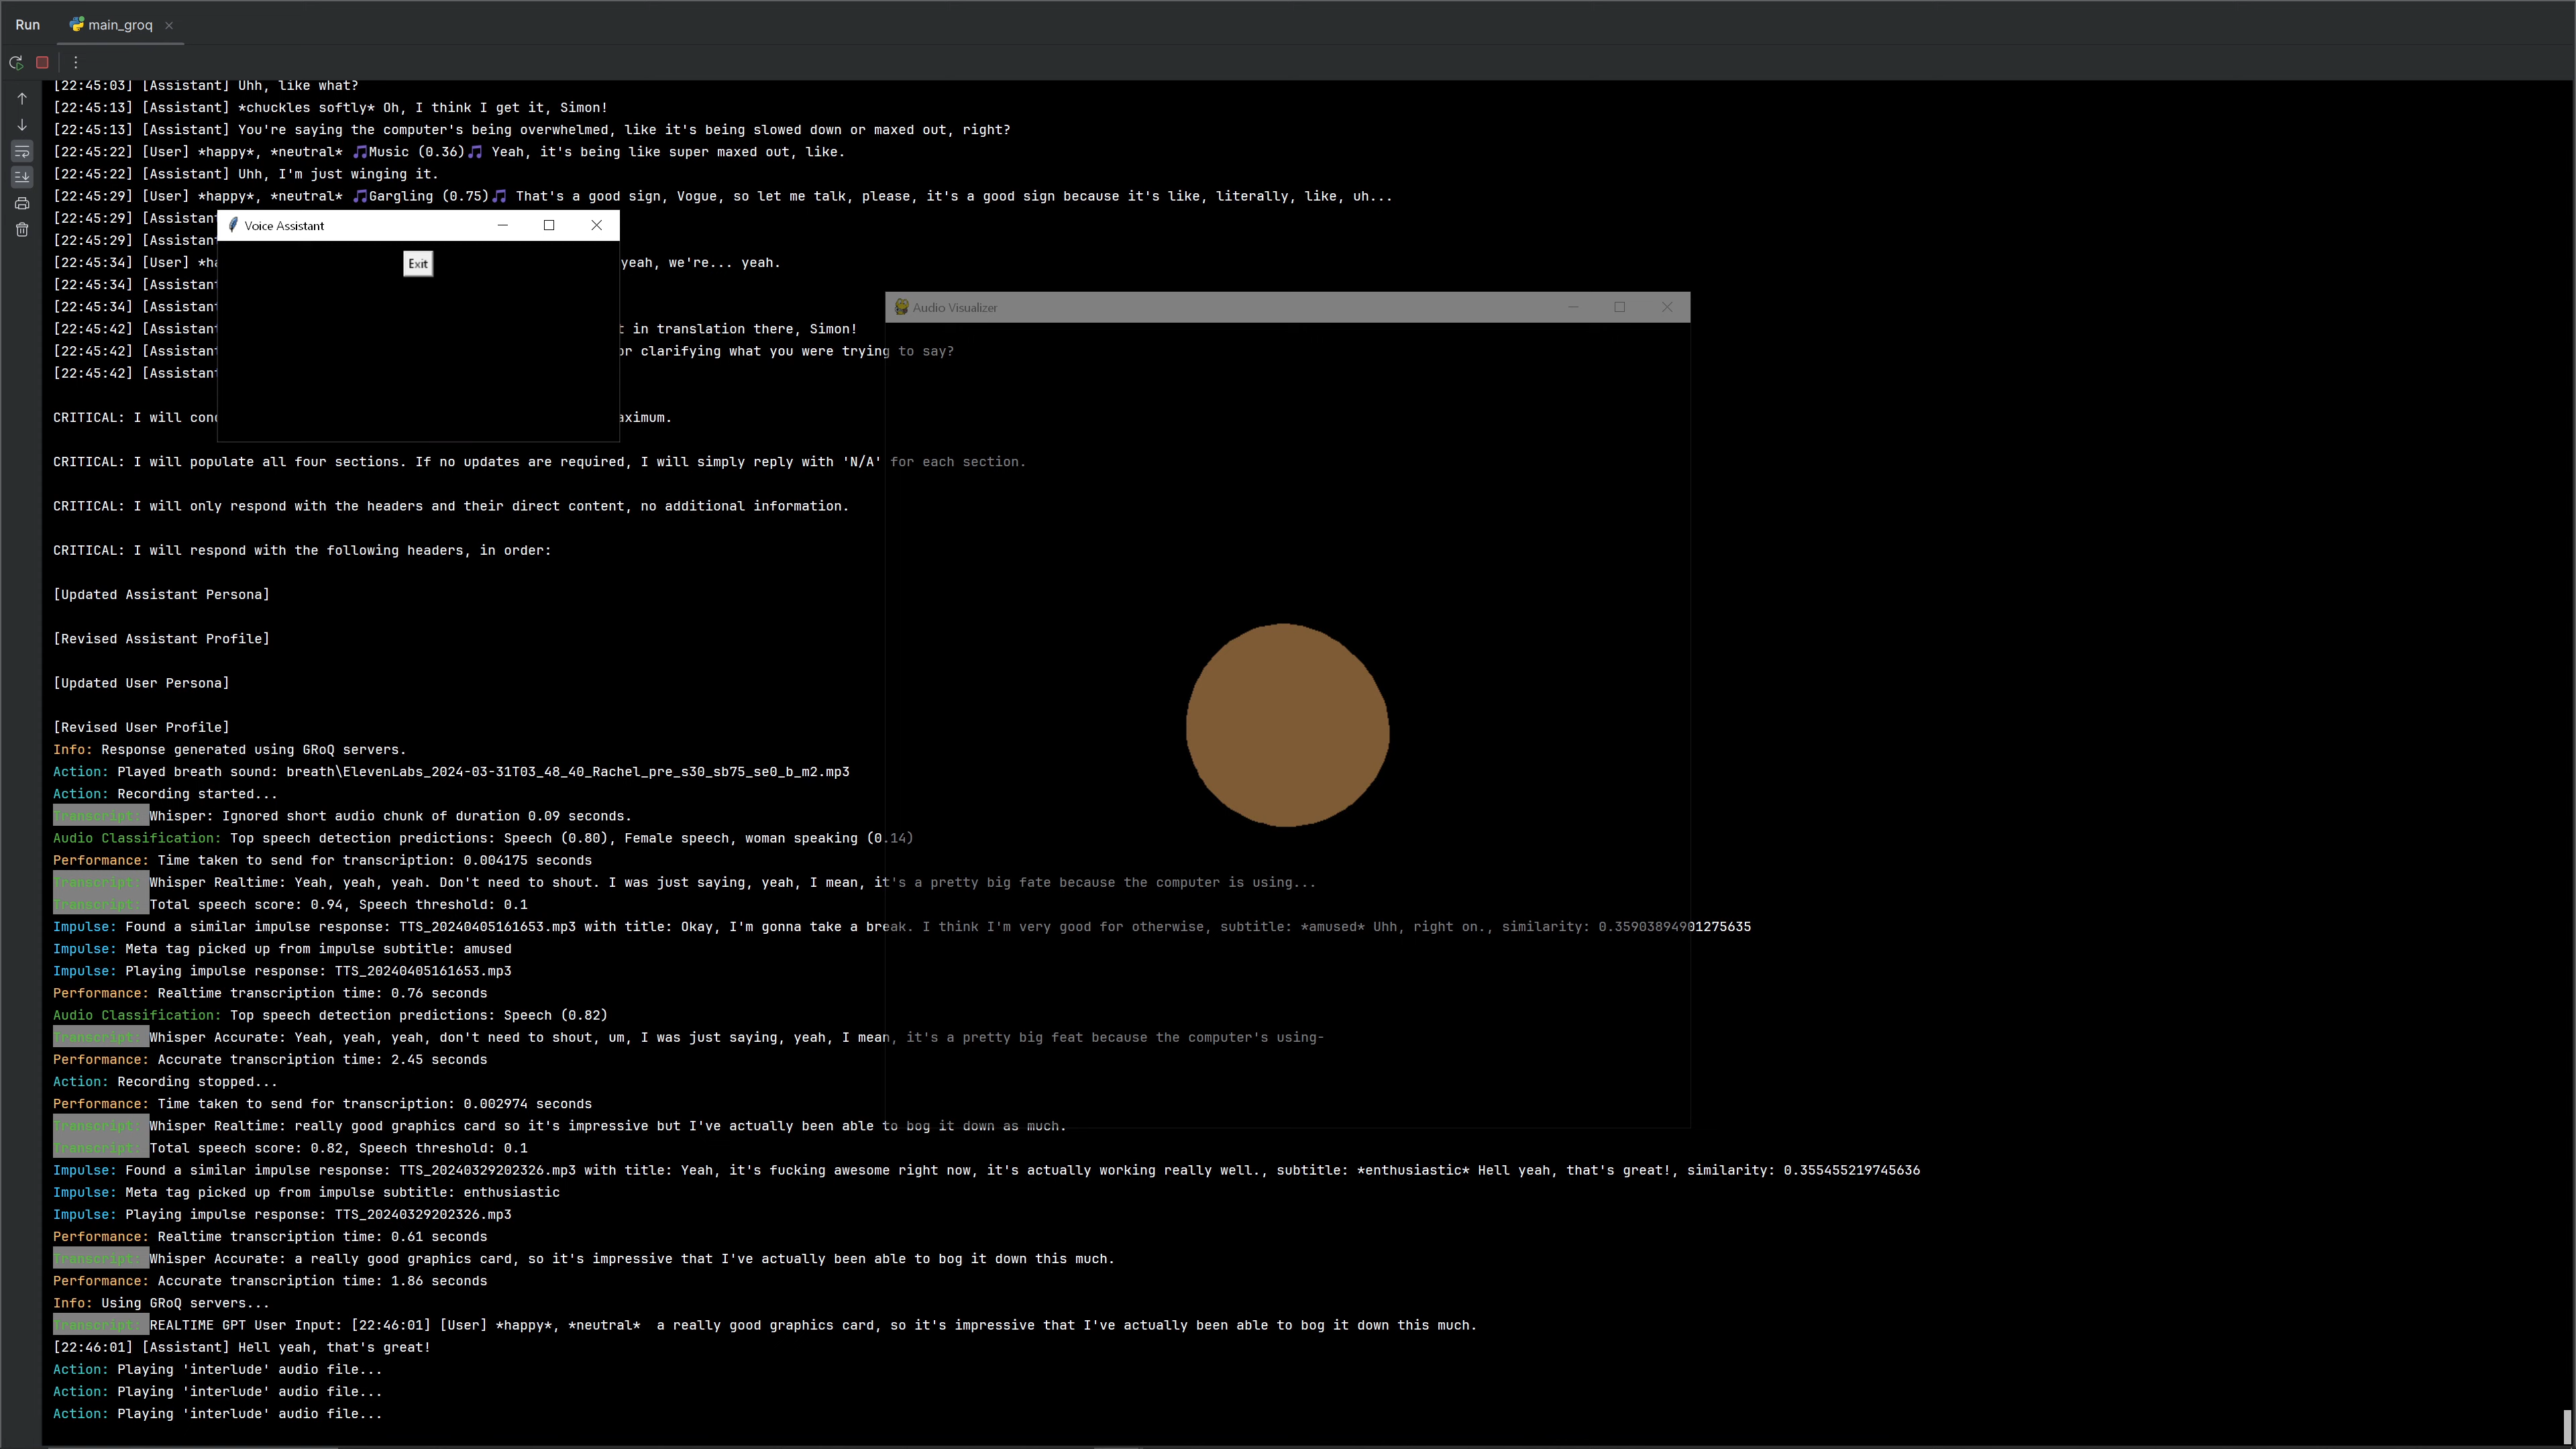 Run main_groq
[22:45:03] [Assistant] Uhh, like what?
[22:45:13] [Assistant] *chuckles softly* Oh, I think I get it, Simon!
[22:45:13] [Assistant] You're saying the computer's being overwhelmed, like it's being slowed down or maxed out, right?
[22:45:22] [User] *happy*, *neutral* 🎵Music (0.36)🎵 Yeah, it's being like super maxed out, like.
[22:45:22] [Assistant] Uhh, I'm just winging it.
[22:45:29] [User] *happy*, *neutral* 🎵Gargling (0.75)🎵 That's a good sign, Vogue, so let me talk, please, it's a good sign because it's like, literally, like, uh...
[22:45:29] [Assistan
Voice Assistant
[22:45:29] [Assistan
Exit
[22:45:34] [User] *ha yeah, we're... yeah.
[22:45:34] [Assistan
[22:45:34] [Assistan
Audio Visualizer
[22:45:42] [Assistan t in translation there, Simon!
[22:45:42] [Assistan or clarifying what you were trying to say?
[22:45:42] [Assistan
CRITICAL: I will con aximum.
CRITICAL: I will populate all four sections. If no updates are required, I will simply reply with 'N/A' for each section.
CRITICAL: I will only respond with the headers and their direct content, no additional information.
CRITICAL: I will respond with the following headers, in order:
[Updated Assistant Persona]
[Revised Assistant Profile]
[Updated User Persona]
[Revised User Profile]
Info: Response generated using GRoQ servers.
Action: Played breath sound: breath\ElevenLabs_2024-03-31T03_48_40_Rachel_pre_s30_sb75_se0_b_m2.mp3
Action: Recording started...
Transcript: Whisper: Ignored short audio chunk of duration 0.09 seconds.
Audio Classification: Top speech detection predictions: Speech (0.80), Female speech, woman speaking (0.14)
Performance: Time taken to send for transcription: 0.004175 seconds
Transcript: Whisper Realtime: Yeah, yeah, yeah. Don't need to shout. I was just saying, yeah, I mean, it's a pretty big fate because the computer is using...
Transcript: Total speech score: 0.94, Speech threshold: 0.1
Impulse: Found a similar impulse response: TTS_20240405161653.mp3 with title: Okay, I'm gonna take a break. I think I'm very good for otherwise, subtitle: *amused* Uhh, right on., similarity: 0.35903894901275635
Impulse: Meta tag picked up from impulse subtitle: amused
Impulse: Playing impulse response: TTS_20240405161653.mp3
Performance: Realtime transcription time: 0.76 seconds
Audio Classification: Top speech detection predictions: Speech (0.82)
Transcript: Whisper Accurate: Yeah, yeah, yeah, don't need to shout, um, I was just saying, yeah, I mean, it's a pretty big feat because the computer's using-
Performance: Accurate transcription time: 2.45 seconds
Action: Recording stopped...
Performance: Time taken to send for transcription: 0.002974 seconds
Transcript: Whisper Realtime: really good graphics card so it's impressive but I've actually been able to bog it down as much.
Transcript: Total speech score: 0.82, Speech threshold: 0.1
Impulse: Found a similar impulse response: TTS_20240329202326.mp3 with title: Yeah, it's fucking awesome right now, it's actually working really well., subtitle: *enthusiastic* Hell yeah, that's great!, similarity: 0.355455219745636
Impulse: Meta tag picked up from impulse subtitle: enthusiastic
Impulse: Playing impulse response: TTS_20240329202326.mp3
Performance: Realtime transcription time: 0.61 seconds
Transcript: Whisper Accurate: a really good graphics card, so it's impressive that I've actually been able to bog it down this much.
Performance: Accurate transcription time: 1.86 seconds
Info: Using GRoQ servers...
Transcript: REALTIME GPT User Input: [22:46:01] [User] *happy*, *neutral*  a really good graphics card, so it's impressive that I've actually been able to bog it down this much.
[22:46:01] [Assistant] Hell yeah, that's great!
Action: Playing 'interlude' audio file...
Action: Playing 'interlude' audio file...
Action: Playing 'interlude' audio file...